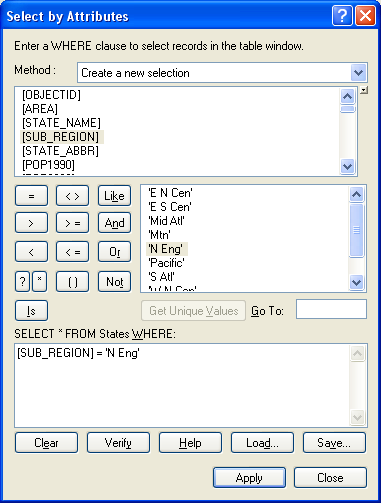 Select by Attributes
Enter a WHERE clause to select records in the table window.
Method : Create a new selection
[OBJECTID]
[AREA]
[STATE_NAME]
[SUB_REGION]
[STATE_ABBR]
[POP1990]
= < > Like
> > = And
< < = Or
? * ( ) Not
Is
'E N Cen'
'E S Cen'
'Mid Atl'
'Mtn'
'N Eng'
'Pacific'
'S Atl'
Get Unique Values Go To:
SELECT * FROM States WHERE:
[SUB_REGION] = 'N Eng'
Clear Verify Help Load... Save...
Apply Close